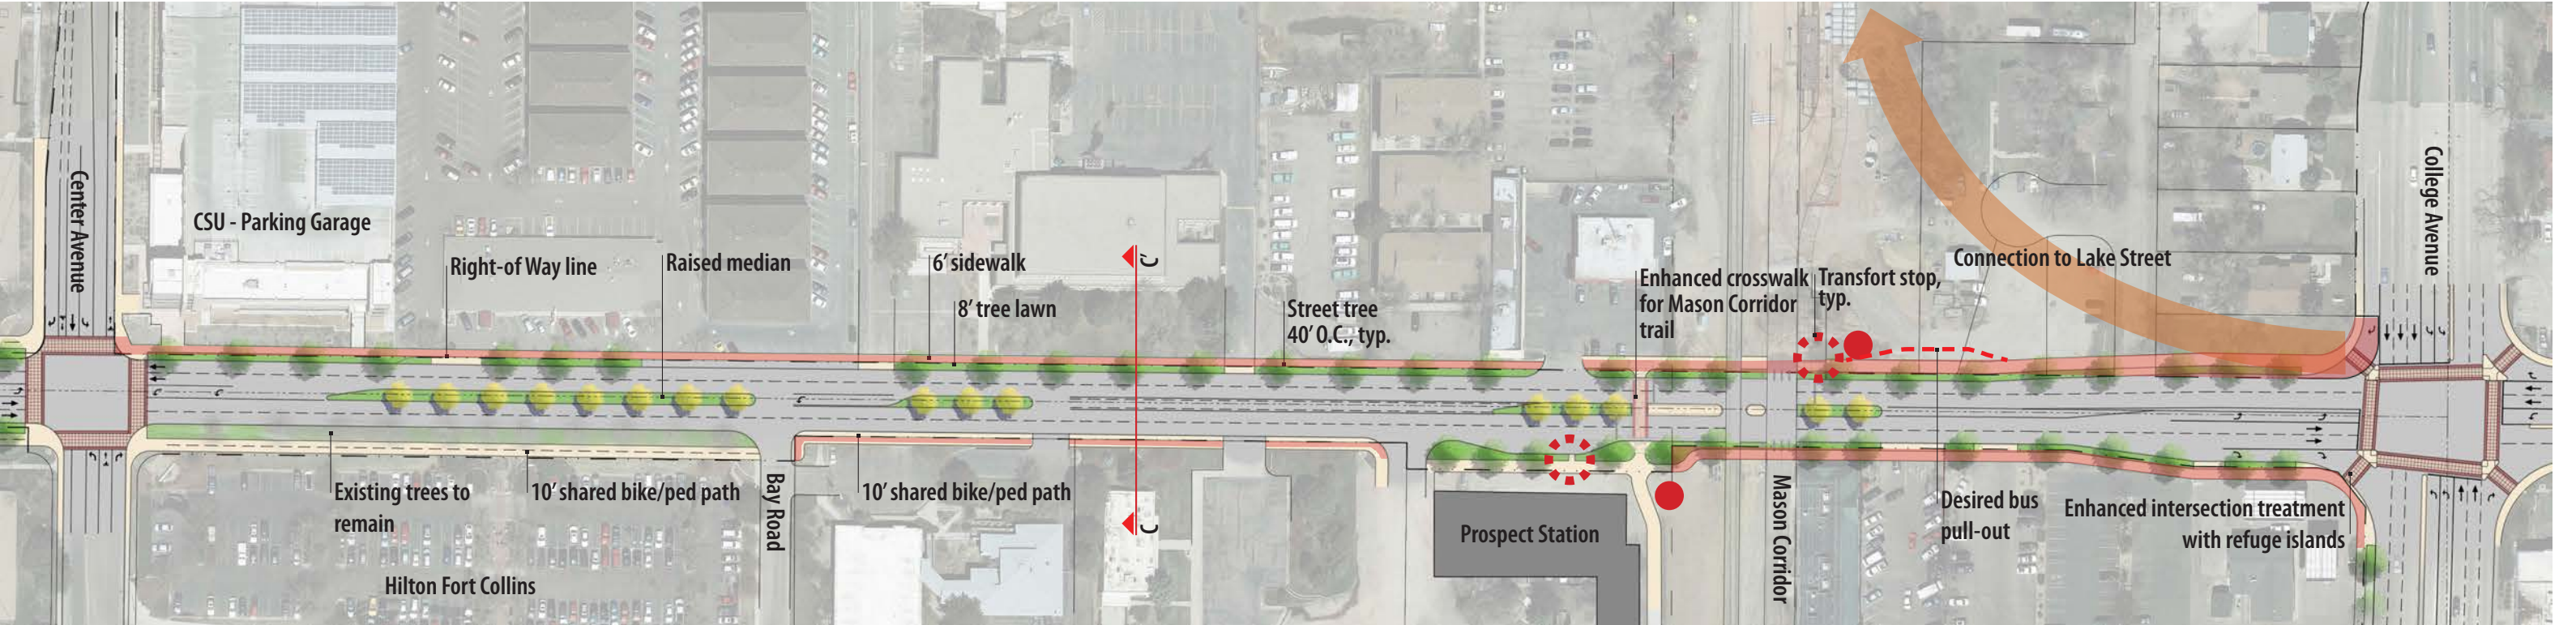 Center Avenue
CSU - Parking Garage
Right-of Way line
Raised median
6' sidewalk
8' tree lawn
C'
Street tree
40' O.C., typ.
Enhanced crosswalk
for Mason Corridor
trail
Transfort stop,
typ.
Connection to Lake Street
College Avenue
Existing trees to
remain
10' shared bike/ped path
Hilton Fort Collins
Bay Road
10' shared bike/ped path
C
Prospect Station
Mason Corridor
Desired bus
pull-out
Enhanced intersection treatment
with refuge islands